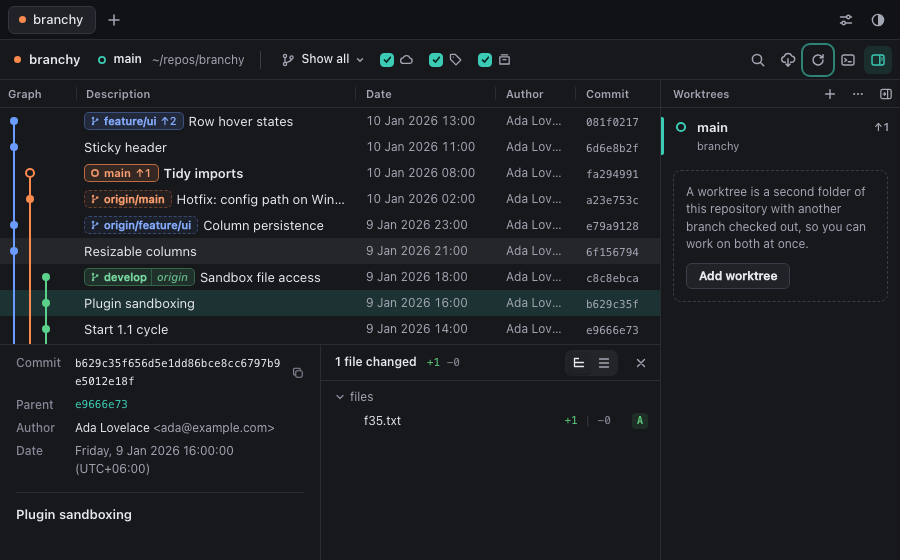 branchy
branchy main ~/repos/branchy Show all
Graph Description Date Author Commit
feature/ui ↑2 Row hover states 10 Jan 2026 13:00 Ada Lov… 081f0217
Sticky header 10 Jan 2026 11:00 Ada Lov… 6d6e8b2f
main ↑1 Tidy imports 10 Jan 2026 08:00 Ada Lov… fa294991
origin/main Hotfix: config path on Win… 10 Jan 2026 02:00 Ada Lov… a23e753c
origin/feature/ui Column persistence 9 Jan 2026 23:00 Ada Lov… e79a9128
Resizable columns 9 Jan 2026 21:00 Ada Lov… 6f156794
develop origin Sandbox file access 9 Jan 2026 18:00 Ada Lov… c8c8ebca
Plugin sandboxing 9 Jan 2026 16:00 Ada Lov… b629c35f
Start 1.1 cycle 9 Jan 2026 14:00 Ada Lov… e9666e73
Worktrees
main ↑1
branchy
A worktree is a second folder of
this repository with another
branch checked out, so you can
work on both at once.
Add worktree
Commit b629c35f656d5e1dd86bce8cc6797b9
e5012e18f
Parent e9666e73
Author Ada Lovelace <ada@example.com>
Date Friday, 9 Jan 2026 16:00:00
(UTC+06:00)
Plugin sandboxing
1 file changed +1 −0
files
f35.txt +1 −0 A